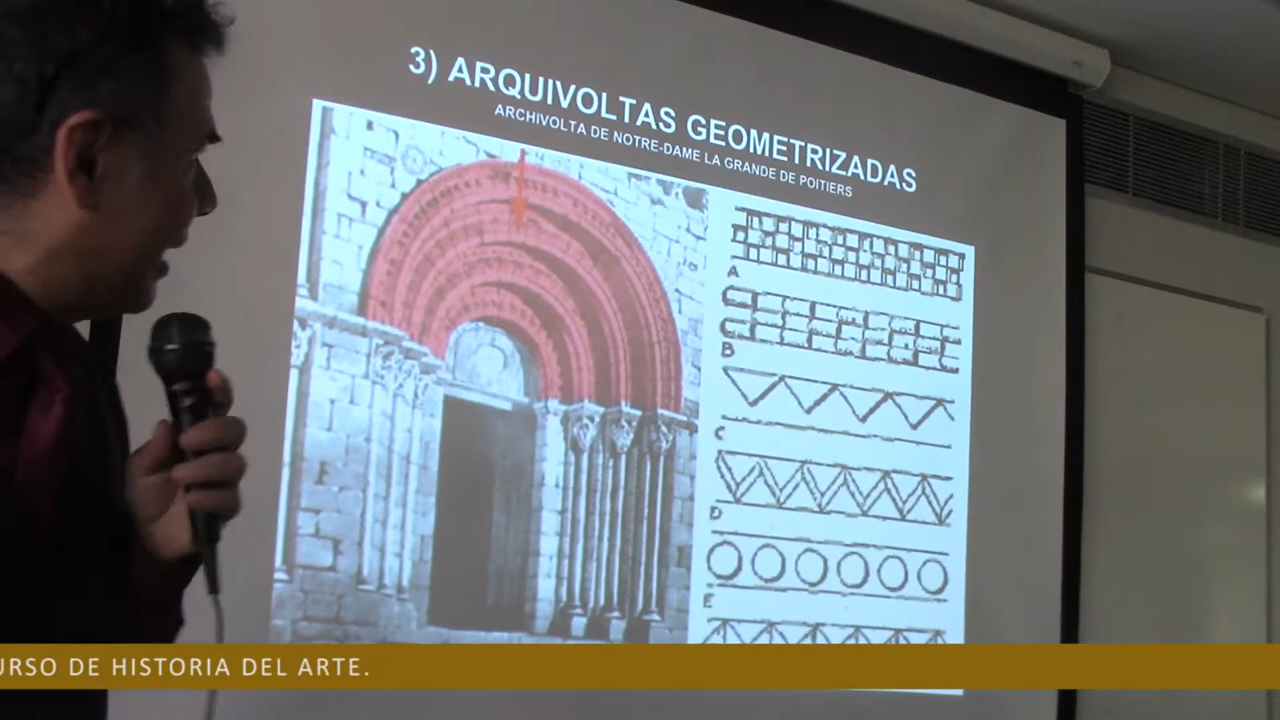 3) ARQUIVOLTAS GEOMETRIZADAS
ARCHIVOLTA DE NOTRE-DAME LA GRANDE DE POITIERS
A
B
C
D
E
URSO DE HISTORIA DEL ARTE.